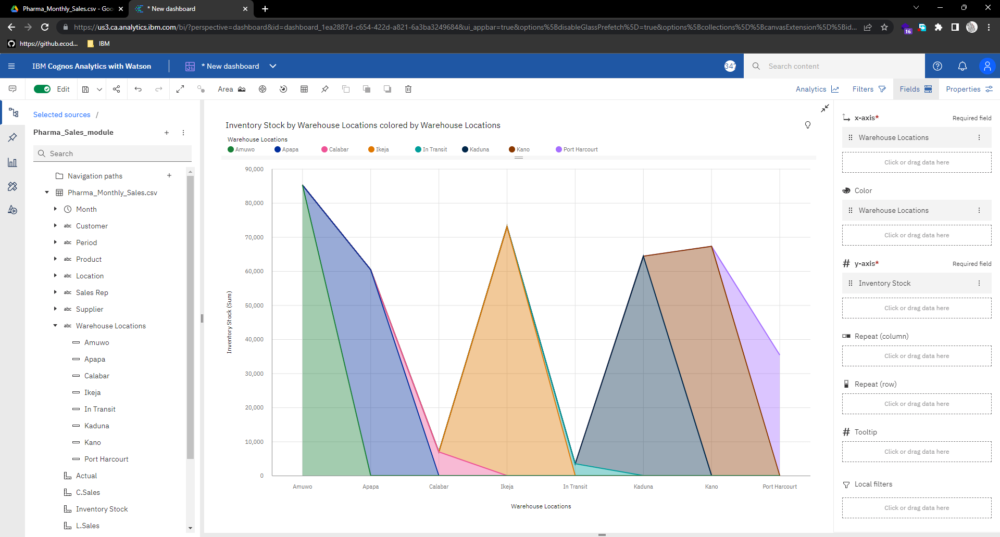 Pharma_Monthly_Sales.csv - Goo
* New dashboard
https://us3.ca.analytics.ibm.com/bi/?perspective=dashboard&id=dashboard_1ea2887d-c654-422d-a821-6a3ba3249684&ui_appbar=true&options%5BdisableGlassPrefetch%5D=true&options%5Bcollections%5D%5BcanvasExtension%5D%5Bid...
16
https://github.ecod...
IBM
IBM Cognos Analytics with Watson
* New dashboard
347
Search content
Edit
Area
Analytics
Filters
Fields
Properties
Selected sources /
Pharma_Sales_module
Search
Navigation paths
Pharma_Monthly_Sales.csv
Month
abc Customer
abc Period
abc Product
abc Location
abc Sales Rep
abc Supplier
abc Warehouse Locations
Amuwo
Apapa
Calabar
Ikeja
In Transit
Kaduna
Kano
Port Harcourt
Actual
C.Sales
Inventory Stock
L.Sales
Inventory Stock by Warehouse Locations colored by Warehouse Locations
Warehouse Locations
Amuwo Apapa Calabar Ikeja In Transit Kaduna Kano Port Harcourt
Inventory Stock (Sum)
90,000
80,000
70,000
60,000
50,000
40,000
30,000
20,000
10,000
0
Amuwo Apapa Calabar Ikeja In Transit Kaduna Kano Port Harcourt
Warehouse Locations
x-axis* Required field
Warehouse Locations
Click or drag data here
Color
Warehouse Locations
Click or drag data here
# y-axis* Required field
Inventory Stock
Click or drag data here
Repeat (column)
Click or drag data here
Repeat (row)
Click or drag data here
# Tooltip
Click or drag data here
Local filters
Click or drag data here